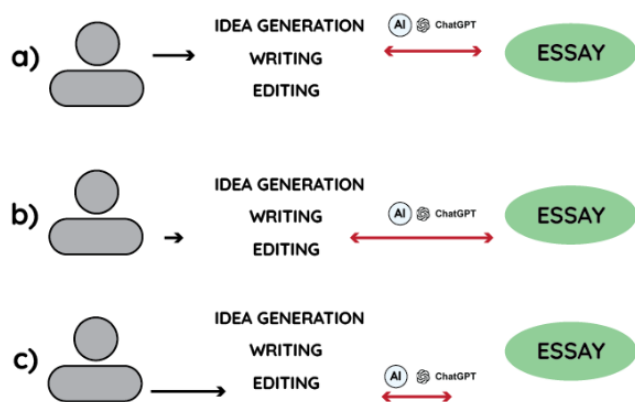 a)
IDEA GENERATION
WRITING
EDITING
AI ChatGPT
ESSAY
b)
IDEA GENERATION
WRITING
EDITING
AI ChatGPT
ESSAY
c)
IDEA GENERATION
WRITING
EDITING
AI ChatGPT
ESSAY